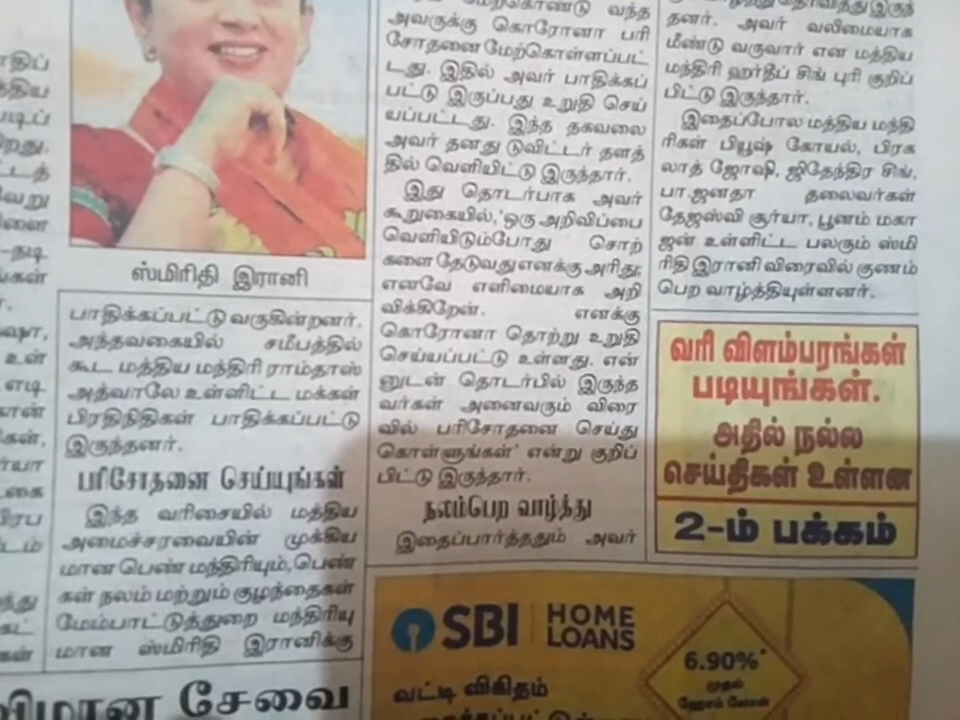 ஸ்மிரிதி இரானி
பாதிக்கப்பட்டு வருகின்றனர்.
அந்தவகையில் சமீபத்தில்
கூட மத்திய மந்திரி ராம்தாஸ்
அத்வாலே உள்ளிட்ட மக்கள்
பிரதிநிதிகள் பாதிக்கப்பட்டு
இருந்தனர்.
பரிசோதனை செய்யுங்கள்
இந்த வரிசையில் மத்திய
அமைச்சரவையின் முக்கிய
மான பெண் மந்திரியும், பெண்
கள் நலம் மற்றும் குழந்தைகள்
மேம்பாட்டுத்துறை மந்திரியு
மான ஸ்மிரிதி இரானிக்கு
மேற்கொண்டு வந்த
அவருக்கு கொரோனா பரி
சோதனை மேற்கொள்ளப்பட்
டது. இதில் அவர் பாதிக்கப்
பட்டு இருப்பது உறுதி செய்
யப்பட்டது. இந்த தகவலை
அவர் தனது டுவிட்டர் தளத்
தில் வெளியிட்டு இருந்தார்.
இது தொடர்பாக அவர்
கூறுகையில், 'ஒரு அறிவிப்பை
வெளியிடும்போது சொற்
களை தேடுவது எனக்கு அரிது;
எனவே எளிமையாக அறி
விக்கிறேன். எனக்கு
கொரோனா தொற்று உறுதி
செய்யப்பட்டு உள்ளது. என்
னுடன் தொடர்பில் இருந்த
வர்கள் அனைவரும் விரை
வில் பரிசோதனை செய்து
கொள்ளுங்கள்' என்று குறிப்
பிட்டு இருந்தார்.
நலம்பெற வாழ்த்து
இதைப்பார்த்ததும் அவர்
தனர். அவர் வலிமையாக
மீண்டு வருவார் என மத்திய
மந்திரி ஹர்தீப் சிங் புரி குறிப்
பிட்டு இருந்தார்.
இதைப்போல மத்திய மந்தி
ரிகள் பியூஷ் கோயல், பிரக
லாத் ஜோஷி, ஜிதேந்திர சிங்,
பா.ஜனதா தலைவர்கள்
தேஜஸ்வி சூர்யா, பூனம் மகா
ஜன் உள்ளிட்ட பலரும் ஸ்மி
ரிதி இரானி விரைவில் குணம்
பெற வாழ்த்தியுள்ளனர்.
வரி விளம்பரங்கள்
படியுங்கள்.
அதில் நல்ல
செய்திகள் உள்ளன
2-ம் பக்கம்
SBI HOME
LOANS
6.90%*
முதல்
வட்டி விகிதம்
சேவை